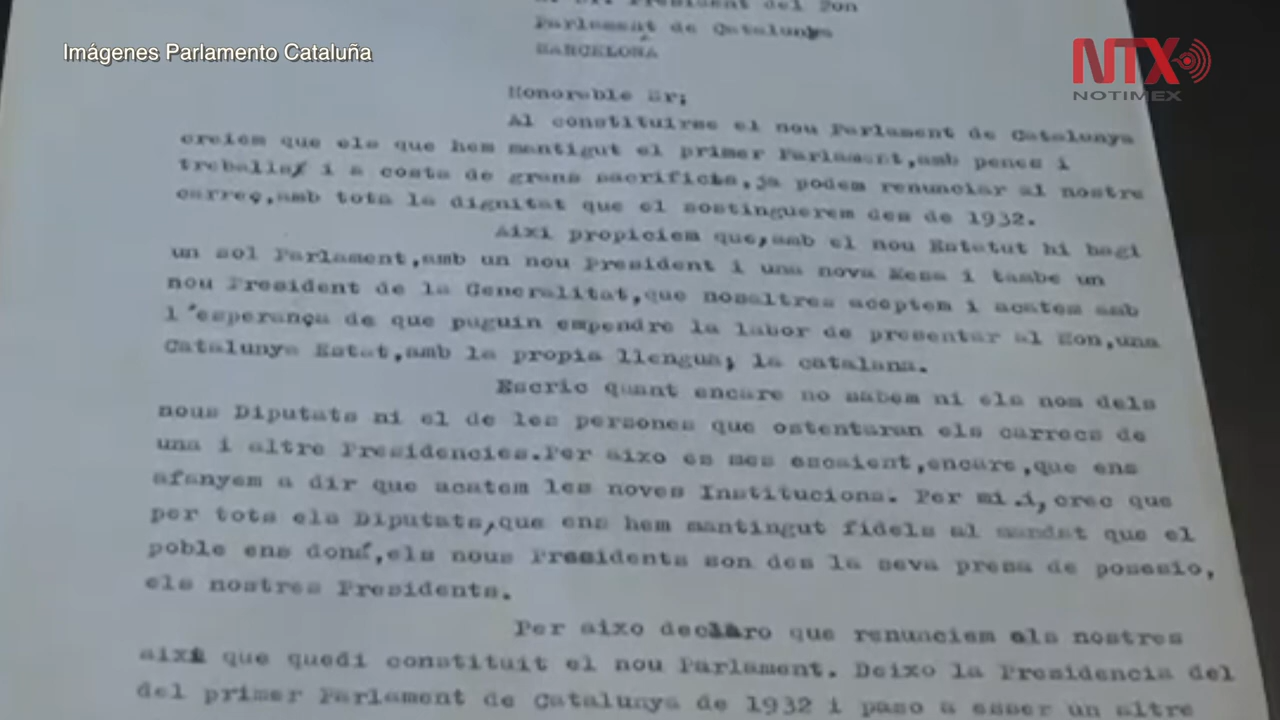 Imágenes Parlamento Cataluña
NTX
NOTIMEX
President del Bon
Parlament de Catalunya
BARCELONA
Honorable Sr;
Al constituirse el nou Parlament de Catalunya
creiem que els que hem mantigut el primer Parlament,amb penes i
treballs i a costa de grans sacrificis,ja podem renunciar al nostre
carreç,amb tota la dignitat que el sostinguerem des de 1932.
Aixi propiciem que,amb el nou Estatut hi hagi
un sol Parlament,amb un nou President i una nova Mesa i tambe un
nou President de la Generalitat,que nosaltres aceptem i acatem amb
l'esperança de que puguin empendre la labor de presentar al Mon,una
Catalunya Estat,amb la propia llengua; la catalana.
Escric quant encare no sabem ni els nom dels
nous Diputats ni el de les persones que ostentaran els carrecs de
una i altre Presidencies.Per aixo es mes escaient,encare,que ens
afanyem a dir que acatem les noves Institucions. Per mi i, crec que
per tots els Diputats,que ens hem mantingut fidels al mandat que el
poble ens doná,els nous Presidents son des la seva presa de posesio,
els nostres Presidents.
Per aixo declaro que renunciem els nostres
aixi que quedi constituit el nou Parlament. Deixo la Presidencia del
del primer Parlament de Catalunya de 1932 i paso a esser un altre